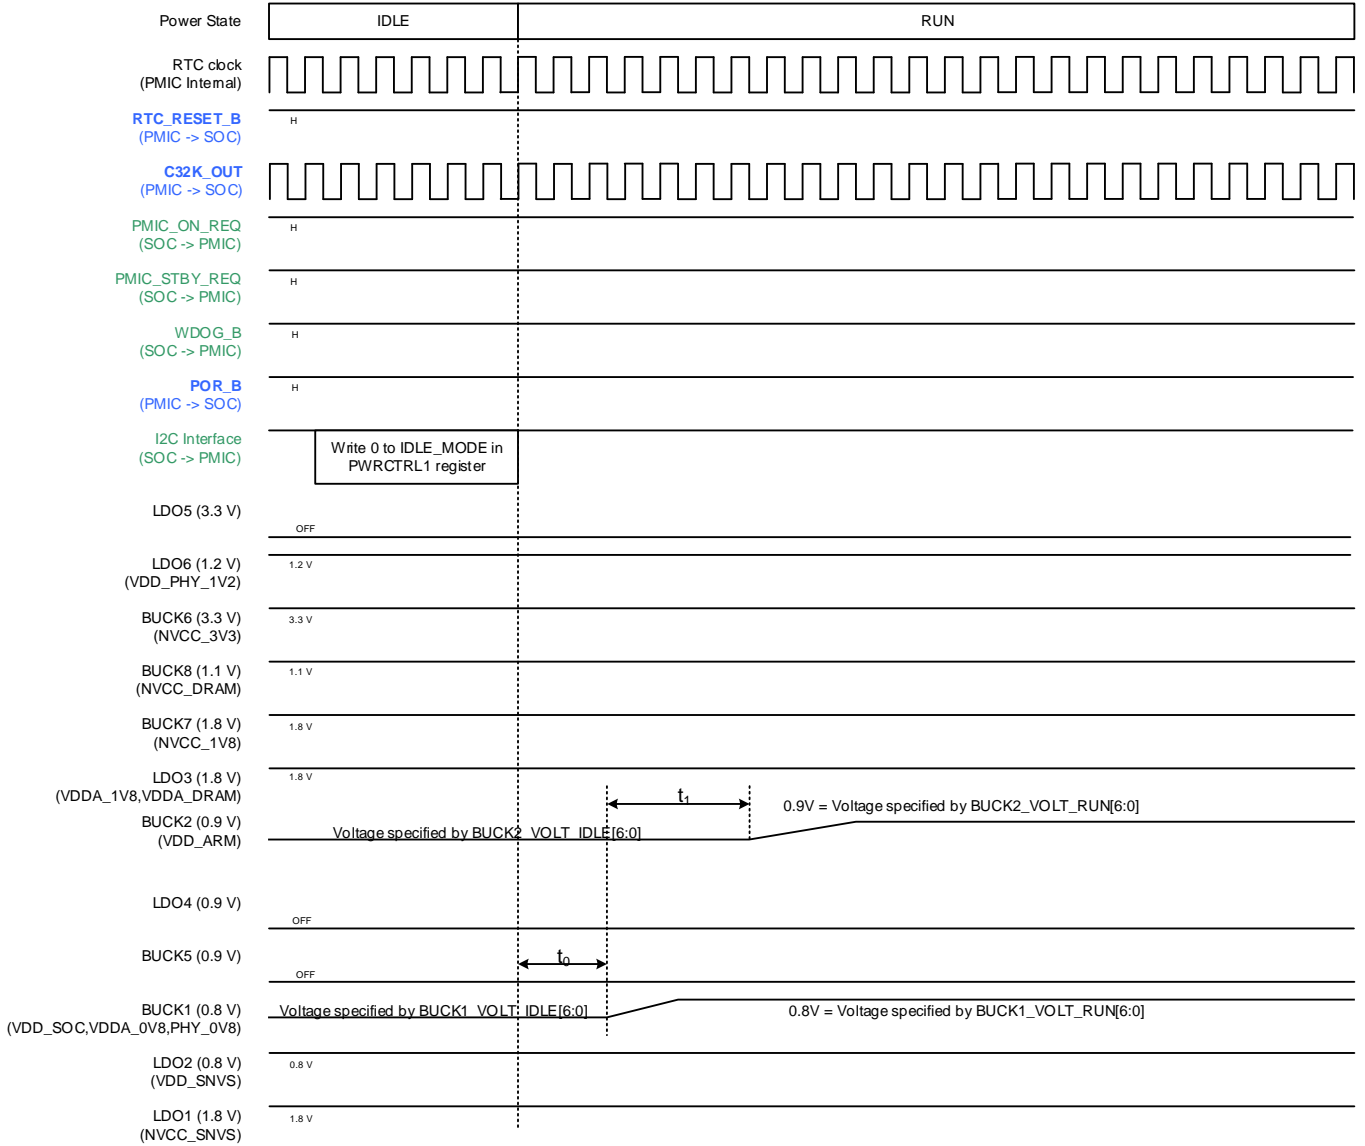 Power State
IDLE
RUN
RTC clock
(PMIC Internal)
RTC_RESET_B
(PMIC -> SOC)
H
C32K_OUT
(PMIC -> SOC)
PMIC_ON_REQ
(SOC -> PMIC)
H
PMIC_STBY_REQ
(SOC -> PMIC)
H
WDOG_B
(SOC -> PMIC)
H
POR_B
(PMIC -> SOC)
H
I2C Interface
(SOC -> PMIC)
Write 0 to IDLE_MODE in
PWRCTRL1 register
LDO5 (3.3 V)
OFF
LDO6 (1.2 V)
(VDD_PHY_1V2)
1.2 V
BUCK6 (3.3 V)
(NVCC_3V3)
3.3 V
BUCK8 (1.1 V)
(NVCC_DRAM)
1.1 V
BUCK7 (1.8 V)
(NVCC_1V8)
1.8 V
LDO3 (1.8 V)
(VDDA_1V8,VDDA_DRAM)
1.8 V
t1
BUCK2 (0.9 V)
(VDD_ARM)
Voltage specified by BUCK2_VOLT_IDLE[6:0]
0.9V = Voltage specified by BUCK2_VOLT_RUN[6:0]
LDO4 (0.9 V)
OFF
BUCK5 (0.9 V)
OFF
t0
BUCK1 (0.8 V)
(VDD_SOC,VDDA_0V8,PHY_0V8)
Voltage specified by BUCK1_VOLT_IDLE[6:0]
0.8V = Voltage specified by BUCK1_VOLT_RUN[6:0]
LDO2 (0.8 V)
(VDD_SNVS)
0.8 V
LDO1 (1.8 V)
(NVCC_SNVS)
1.8 V